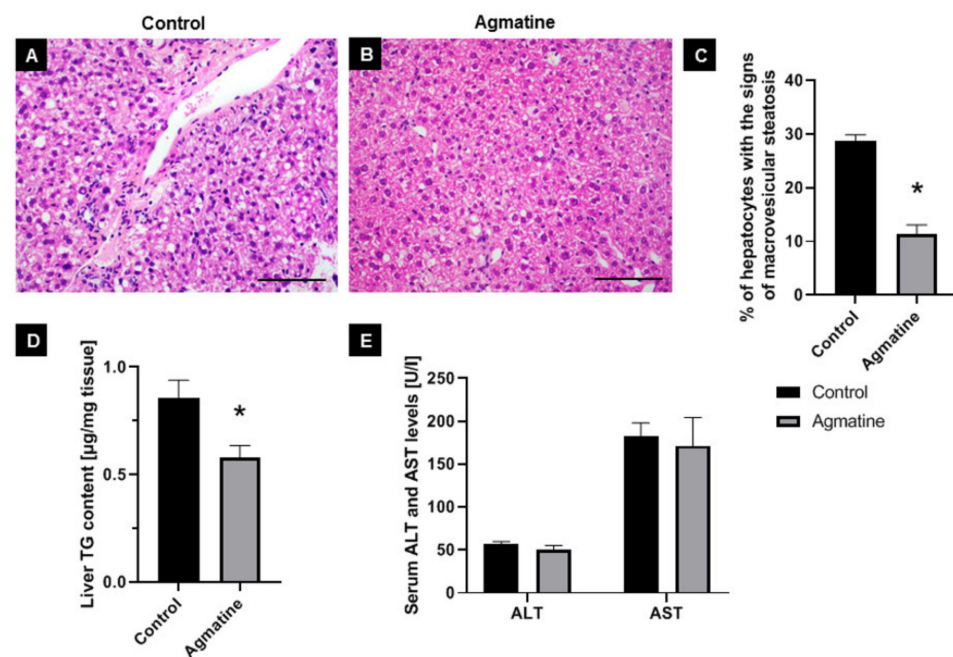 Control
Agmatine
A
B
C
% of hepatocytes with the signs
of macrovesicular steatosis
40
30
20
10
0
Control
Agmatine
Control
Agmatine
D
Liver TG content [µg/mg tissue]
1.0
0.5
0.0
*
Control
Agmatine
E
Serum ALT and AST levels [U/l]
250
200
150
100
50
0
ALT
AST
*